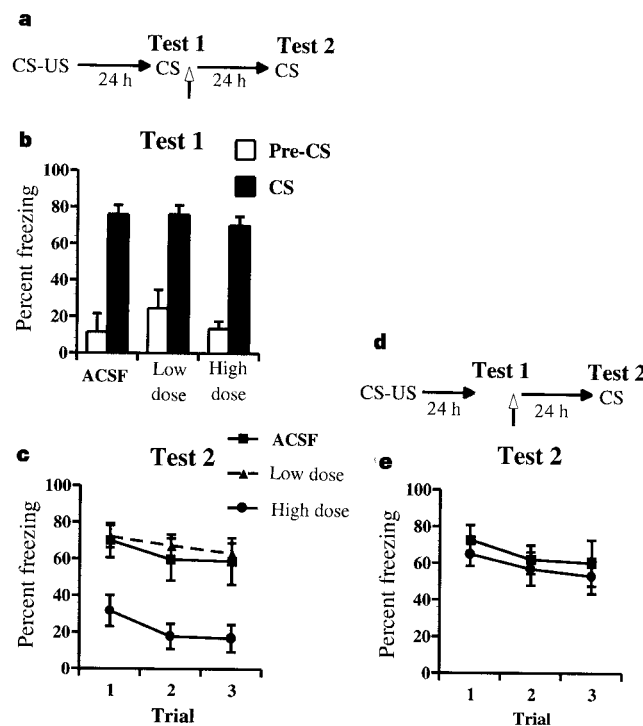 a
Test 1
Test 2
CS-US
24 h
CS
24 h
CS
b
Test 1
Pre-CS
CS
Percent freezing
100
80
60
40
20
0
ACSF
Low dose
High dose
c
Test 2
ACSF
Low dose
High dose
Percent freezing
100
80
60
40
20
0
1 2 3
Trial
d
Test 1
Test 2
CS-US
24 h
24 h
CS
e
Test 2
Percent freezing
100
80
60
40
20
0
1 2 3
Trial